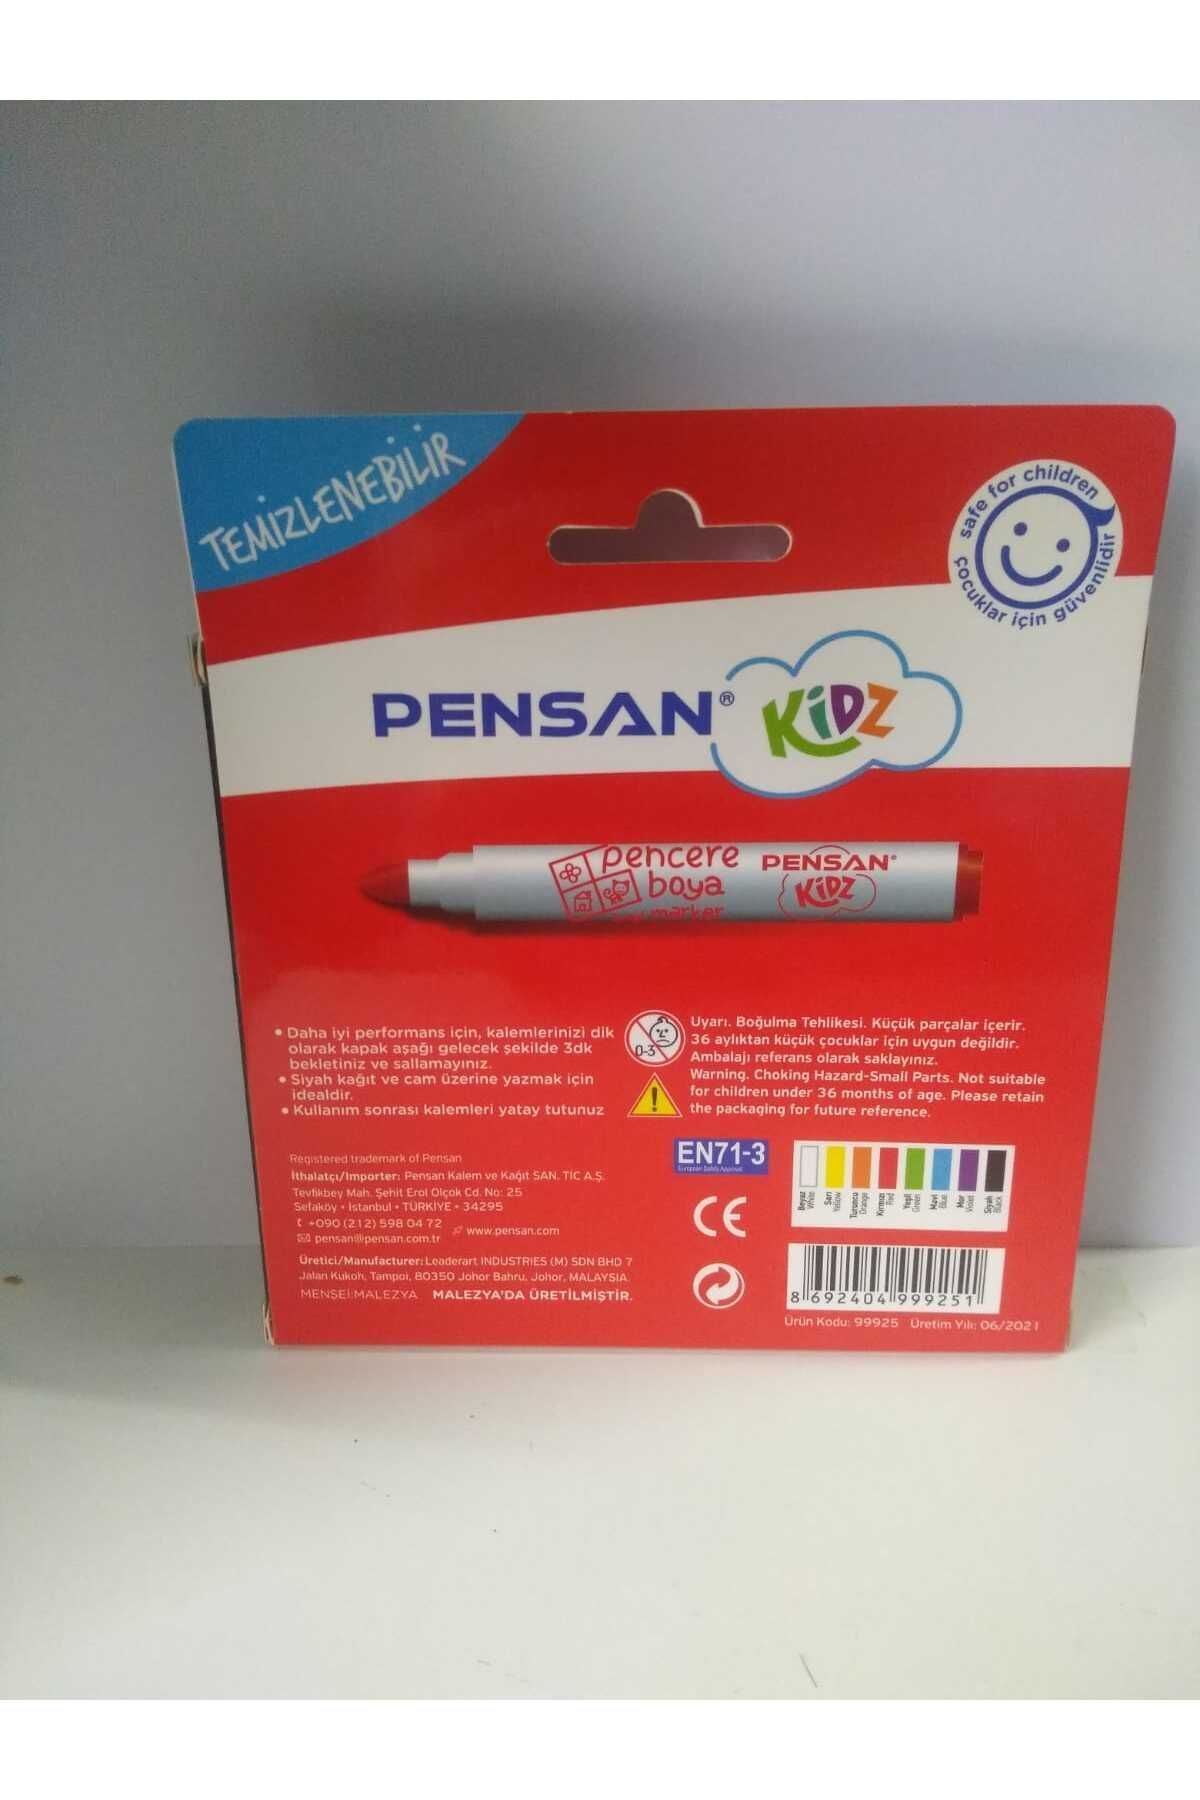 TEMİZLENEBİLİR
safe for children
çocuklar için güvenlidir
PENSAN® KiDZ
pencere
boya
marker
PENSAN®
KiDZ
• Daha iyi performans için, kalemlerinizi dik
olarak kapak aşağı gelecek şekilde 3dk
bekletiniz ve sallamayınız.
• Siyah kağıt ve cam üzerine yazmak için
idealdir.
• Kullanım sonrası kalemleri yatay tutunuz
0-3
Uyarı. Boğulma Tehlikesi. Küçük parçalar içerir.
36 aylıktan küçük çocuklar için uygun değildir.
Ambalajı referans olarak saklayınız.
Warning. Choking Hazard-Small Parts. Not suitable
for children under 36 months of age. Please retain
the packaging for future reference.
Registered trademark of Pensan
İthalatçı/Importer: Pensan Kalem ve Kağıt SAN. TİC A.Ş.
Tevfikbey Mah. Şehit Erol Olçok Cd. No: 25
Sefaköy • Istanbul • TÜRKİYE • 34295
+090 (212) 598 04 72
www.pensan.com
pensan@pensan.com.tr
Üretici/Manufacturer: Leaderart INDUSTRIES (M) SDN BHD 7
Jalan Kukoh, Tampoi, 80350 Johor Bahru, Johor, MALAYSIA.
MENŞEİ:MALEZYA MALEZYA'DA ÜRETİLMİŞTİR.
EN71-3
European Safety Approval
CE
Beyaz White
Sarı Yellow
Turuncu Orange
Kırmızı Red
Yeşil Green
Mavi Blue
Mor Violet
Siyah Black
8 692404 999251
Ürün Kodu: 99925 Üretim Yılı: 06/2021